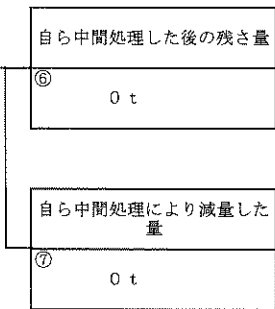 自ら中間処理した後の残さ量
⑥
0 t
自ら中間処理により減量した
量
⑦
0 t